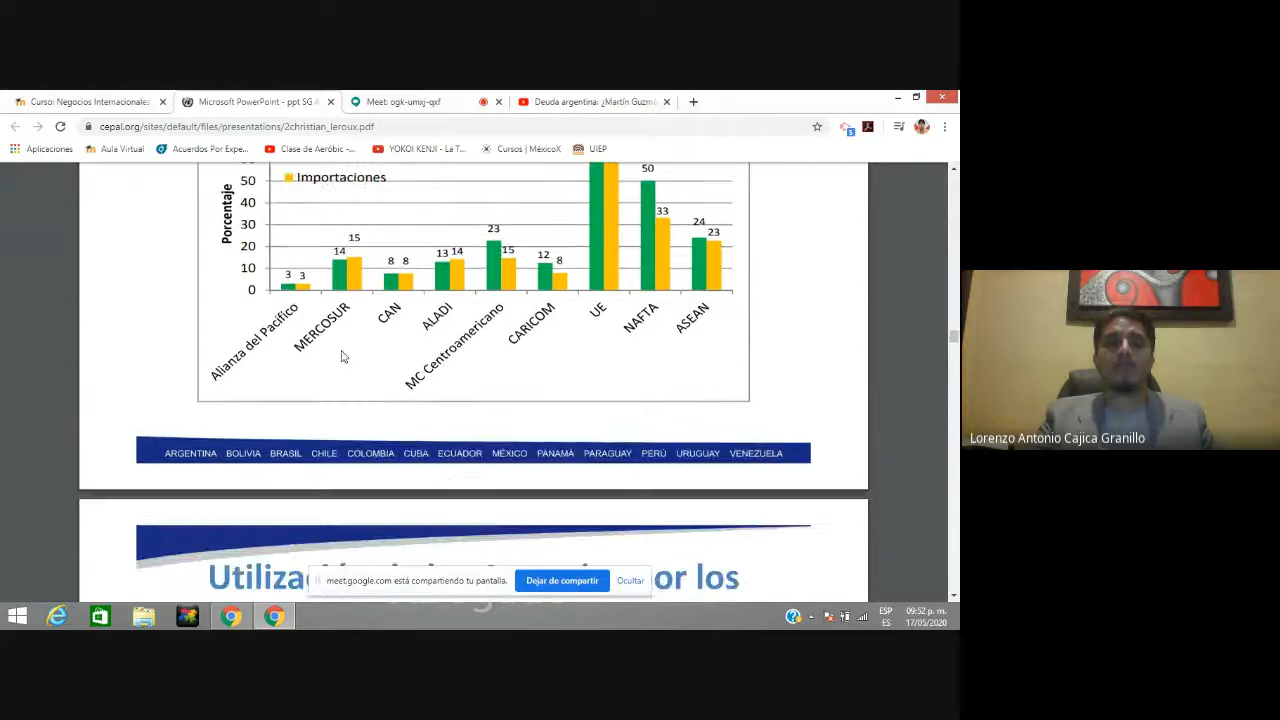 Curso: Negocios Internacionales
Microsoft PowerPoint - ppt SG A
Meet: ogk-umxj-qxf
Deuda argentina: ¿Martín Guzmá
cepal.org/sites/default/files/presentations/2christian_leroux.pdf
Aplicaciones
Aula Virtual
Acuerdos Por Expe...
Clase de Aeróbic -...
YOKOI KENJI - La T...
Cursos | MéxicoX
UIEP
Importaciones
Porcentaje
50
40
30
20
10
0
3 3
14 15
8 8
13 14
23 15
12 8
50 33
24 23
Alianza del Pacífico
MERCOSUR
CAN
ALADI
MC Centroamericano
CARICOM
UE
NAFTA
ASEAN
ARGENTINA BOLIVIA BRASIL CHILE COLOMBIA CUBA ECUADOR MÉXICO PANAMÁ PARAGUAY PERÚ URUGUAY VENEZUELA
or los
meet.google.com está compartiendo tu pantalla.
Dejar de compartir
Ocultar
ESP
ES
09:52 p. m.
17/05/2020
Lorenzo Antonio Cajica Granillo